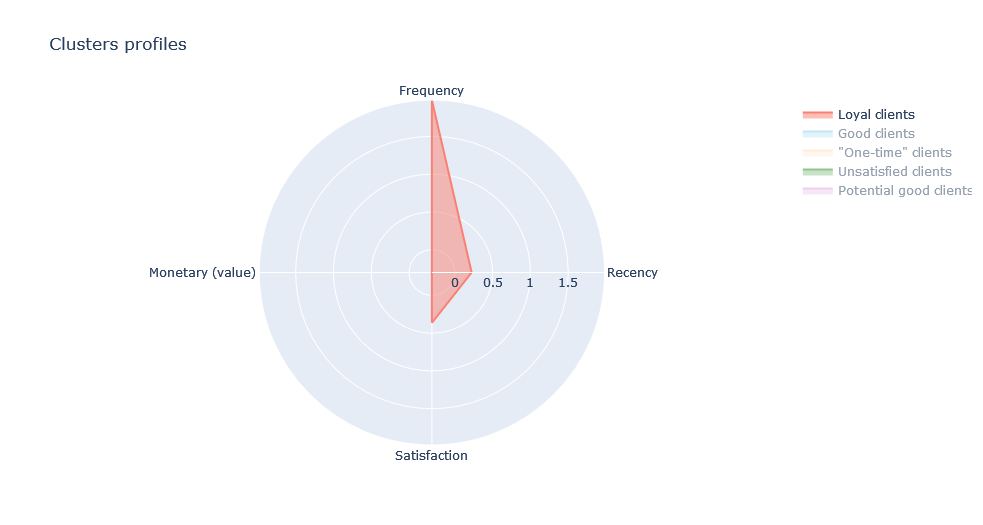 Clusters profiles
Frequency
Loyal clients
Good clients
"One-time" clients
Unsatisfied clients
Potential good clients
Monetary (value)
Recency
0
0.5
1
1.5
Satisfaction